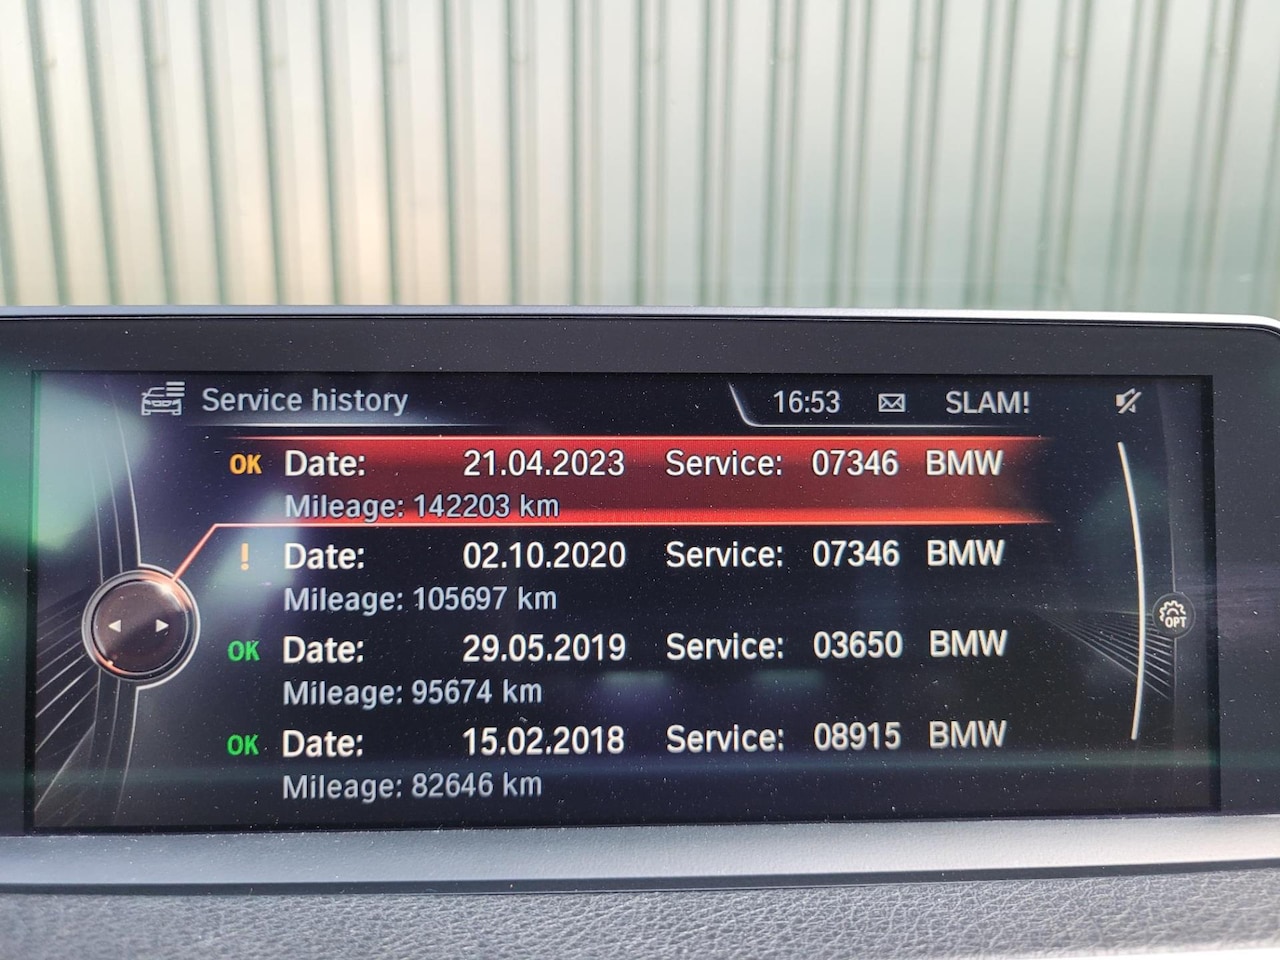 Service history 16:53 SLAM!
OK Date: 21.04.2023 Service: 07346 BMW
Mileage: 142203 km
! Date: 02.10.2020 Service: 07346 BMW
Mileage: 105697 km
OK Date: 29.05.2019 Service: 03650 BMW
Mileage: 95674 km
OK Date: 15.02.2018 Service: 08915 BMW
Mileage: 82646 km
OPT